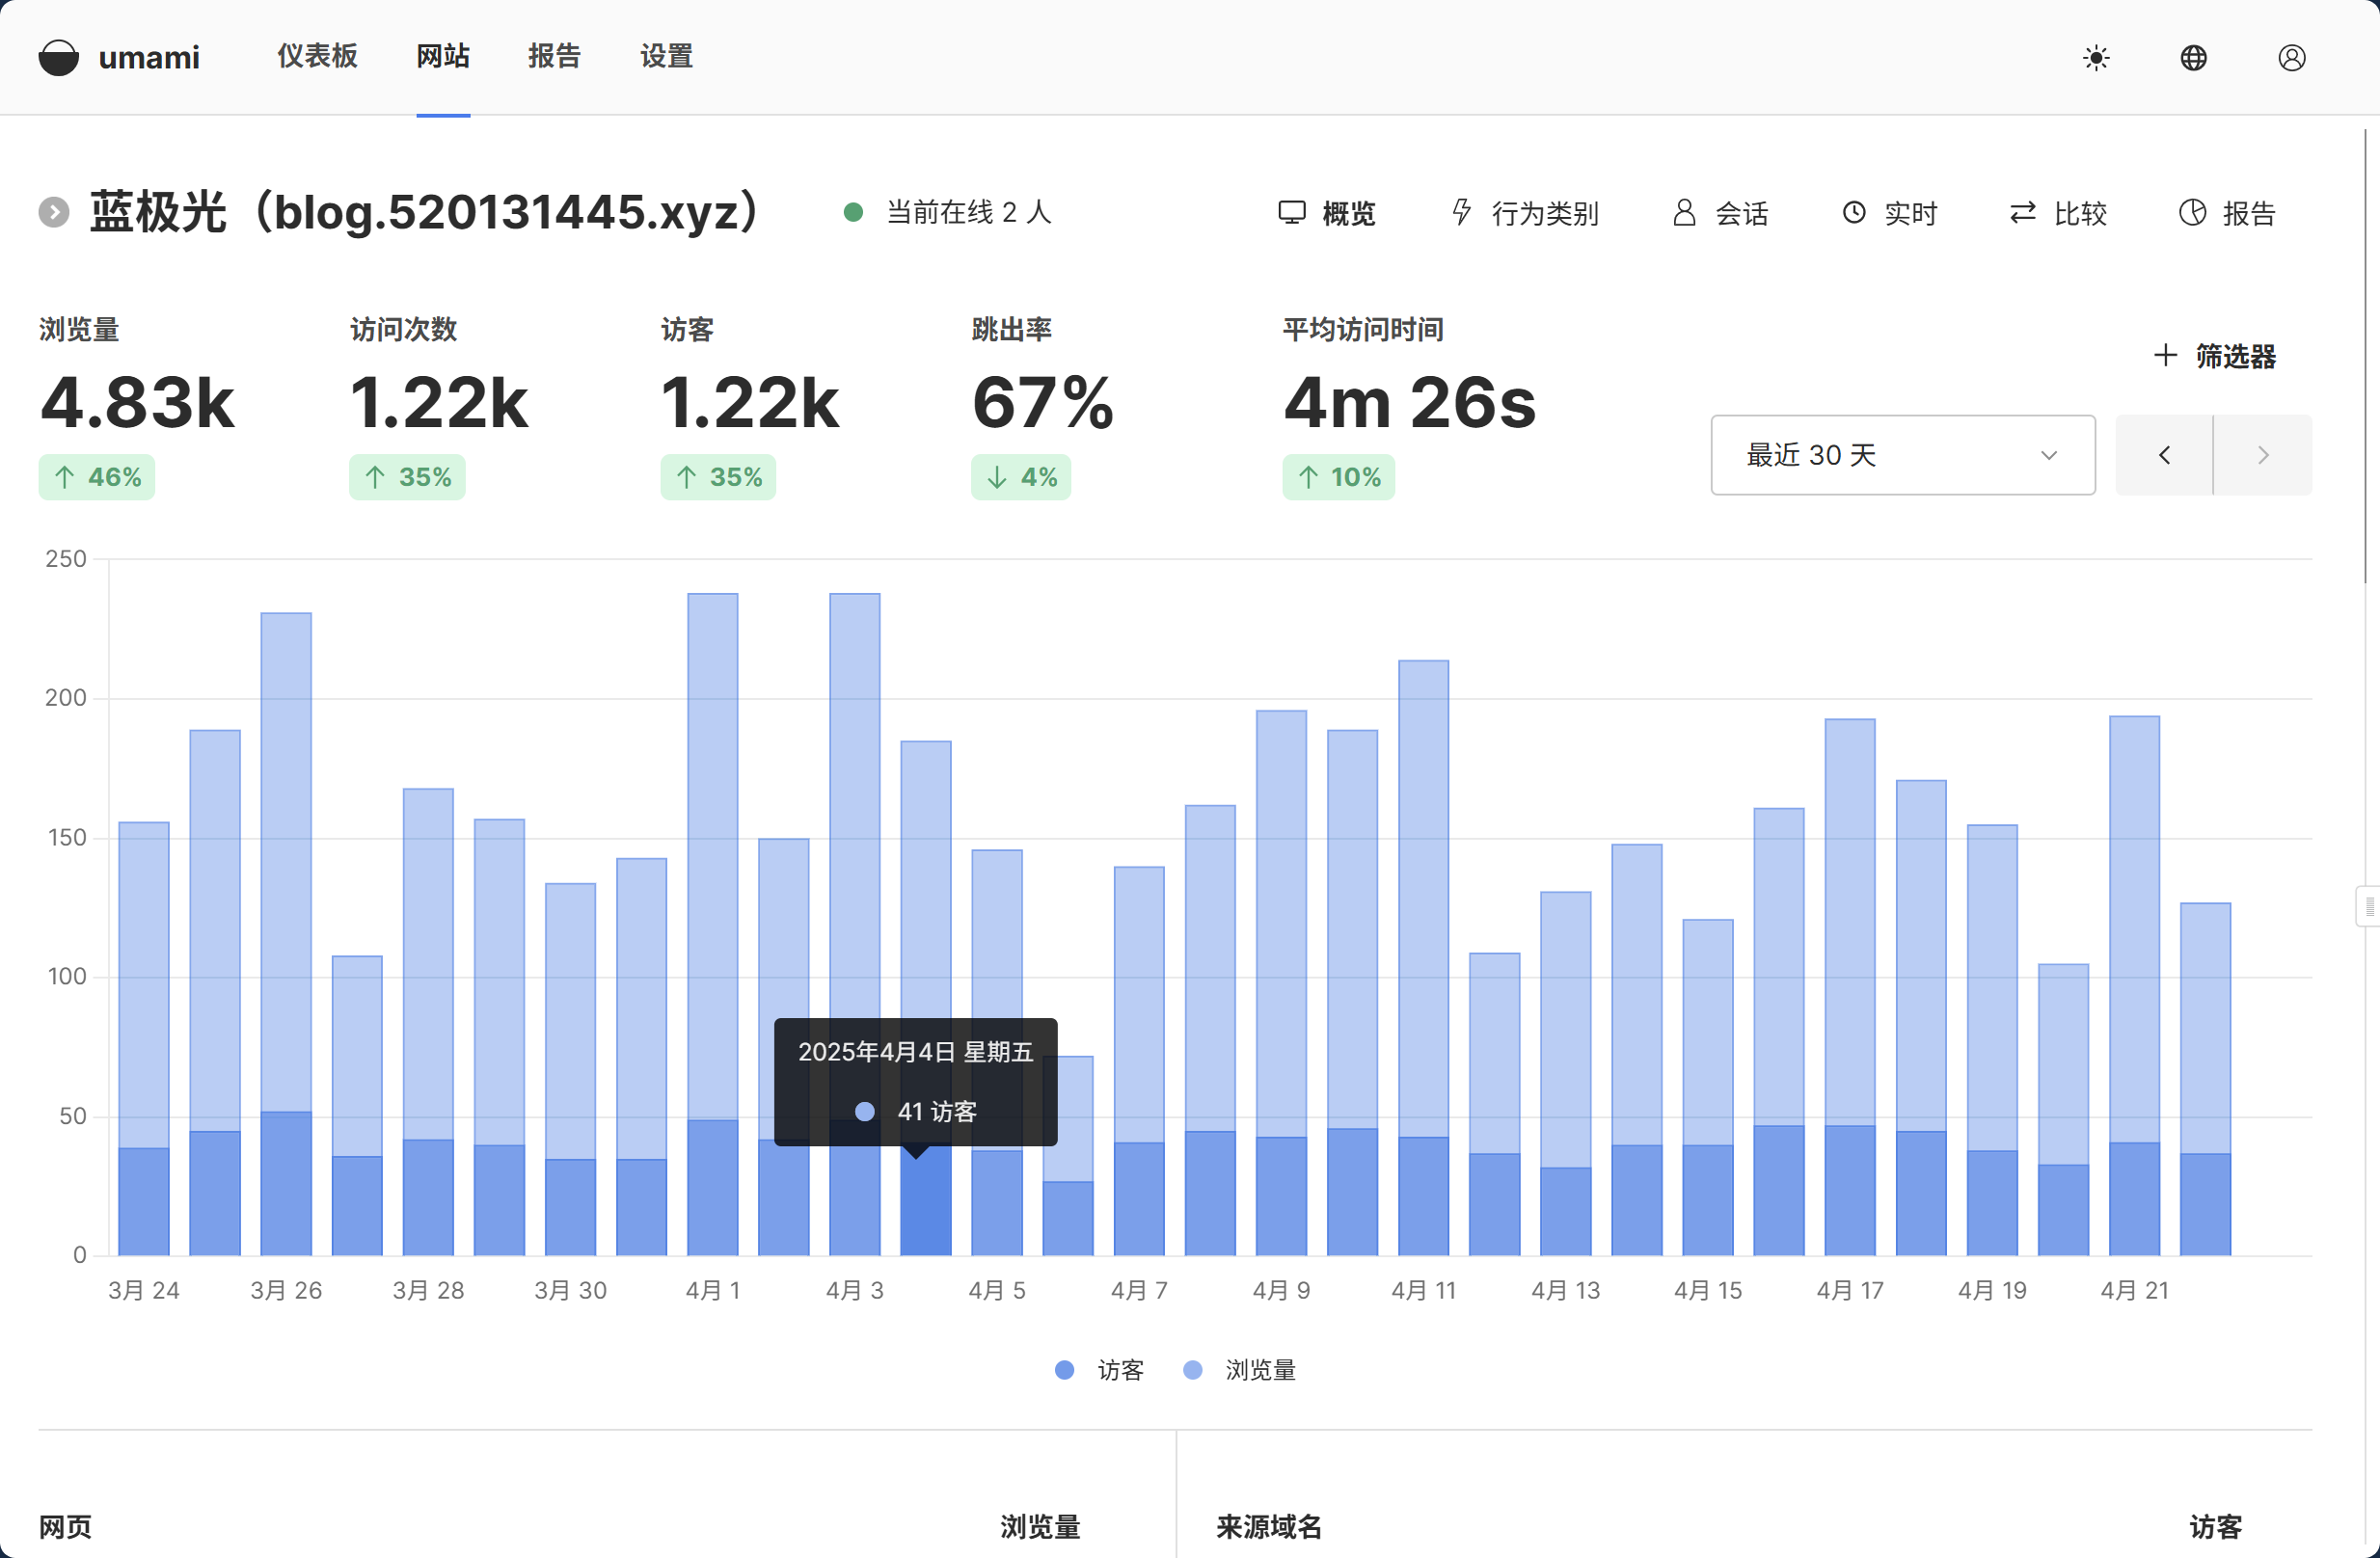 umami 仪表板 网站 报告 设置
蓝极光（blog.520131445.xyz） 当前在线 2 人 概览 行为类别 会话 实时 比较 报告
浏览量 访问次数 访客 跳出率 平均访问时间
4.83k 1.22k 1.22k 67% 4m 26s
46% 35% 35% 4% 10%
筛选器
最近 30 天
250
200
150
100
50
0
2025年4月4日 星期五
41 访客
3月 24 3月 26 3月 28 3月 30 4月 1 4月 3 4月 5 4月 7 4月 9 4月 11 4月 13 4月 15 4月 17 4月 19 4月 21
访客 浏览量
网页 浏览量 来源域名 访客